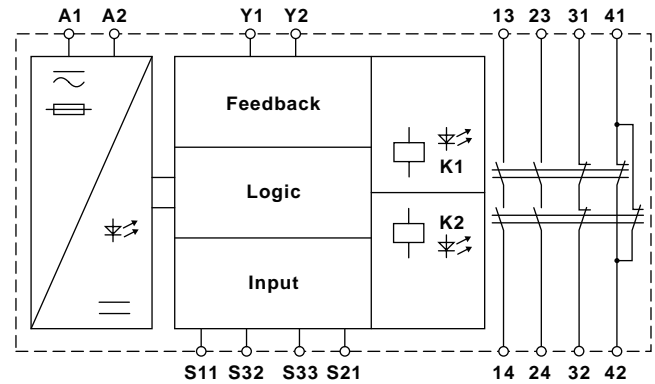 A1 A2 Y1 Y2 13 23 31 41
Feedback
K1
Logic
K2
Input
S11 S32 S33 S21 14 24 32 42